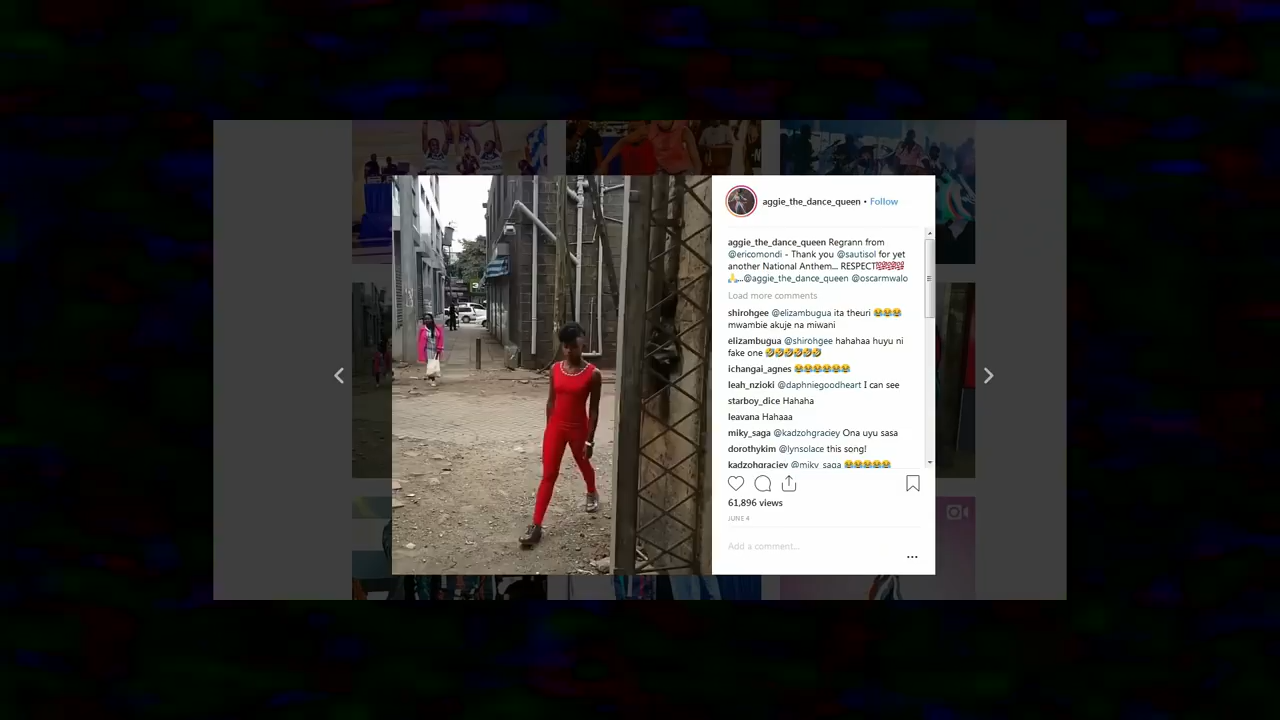 aggie_the_dance_queen • Follow
aggie_the_dance_queen Regrann from
@ericomondi - Thank you @sautisol for yet
another National Anthem... RESPECT💯💯💯💯
🙏...@aggie_the_dance_queen @oscarmwalo
Load more comments
shirohgee @elizambugua ita theuri 😂😂😂
mwambie akuje na miwani
elizambugua @shirohgee hahahaa huyu ni
fake one 🤣🤣🤣🤣🤣🤣
ichangai_agnes 😂😂😂😂😂😂
leah_nzioki @daphniegoodheart I can see
starboy_dice Hahaha
leavana Hahaaa
miky_saga @kadzohgraciey Ona uyu sasa
dorothykim @lynsolace this song!
kadzohgraciey @miky_saga 😂😂😂😂😂
61,896 views
JUNE 4
Add a comment...